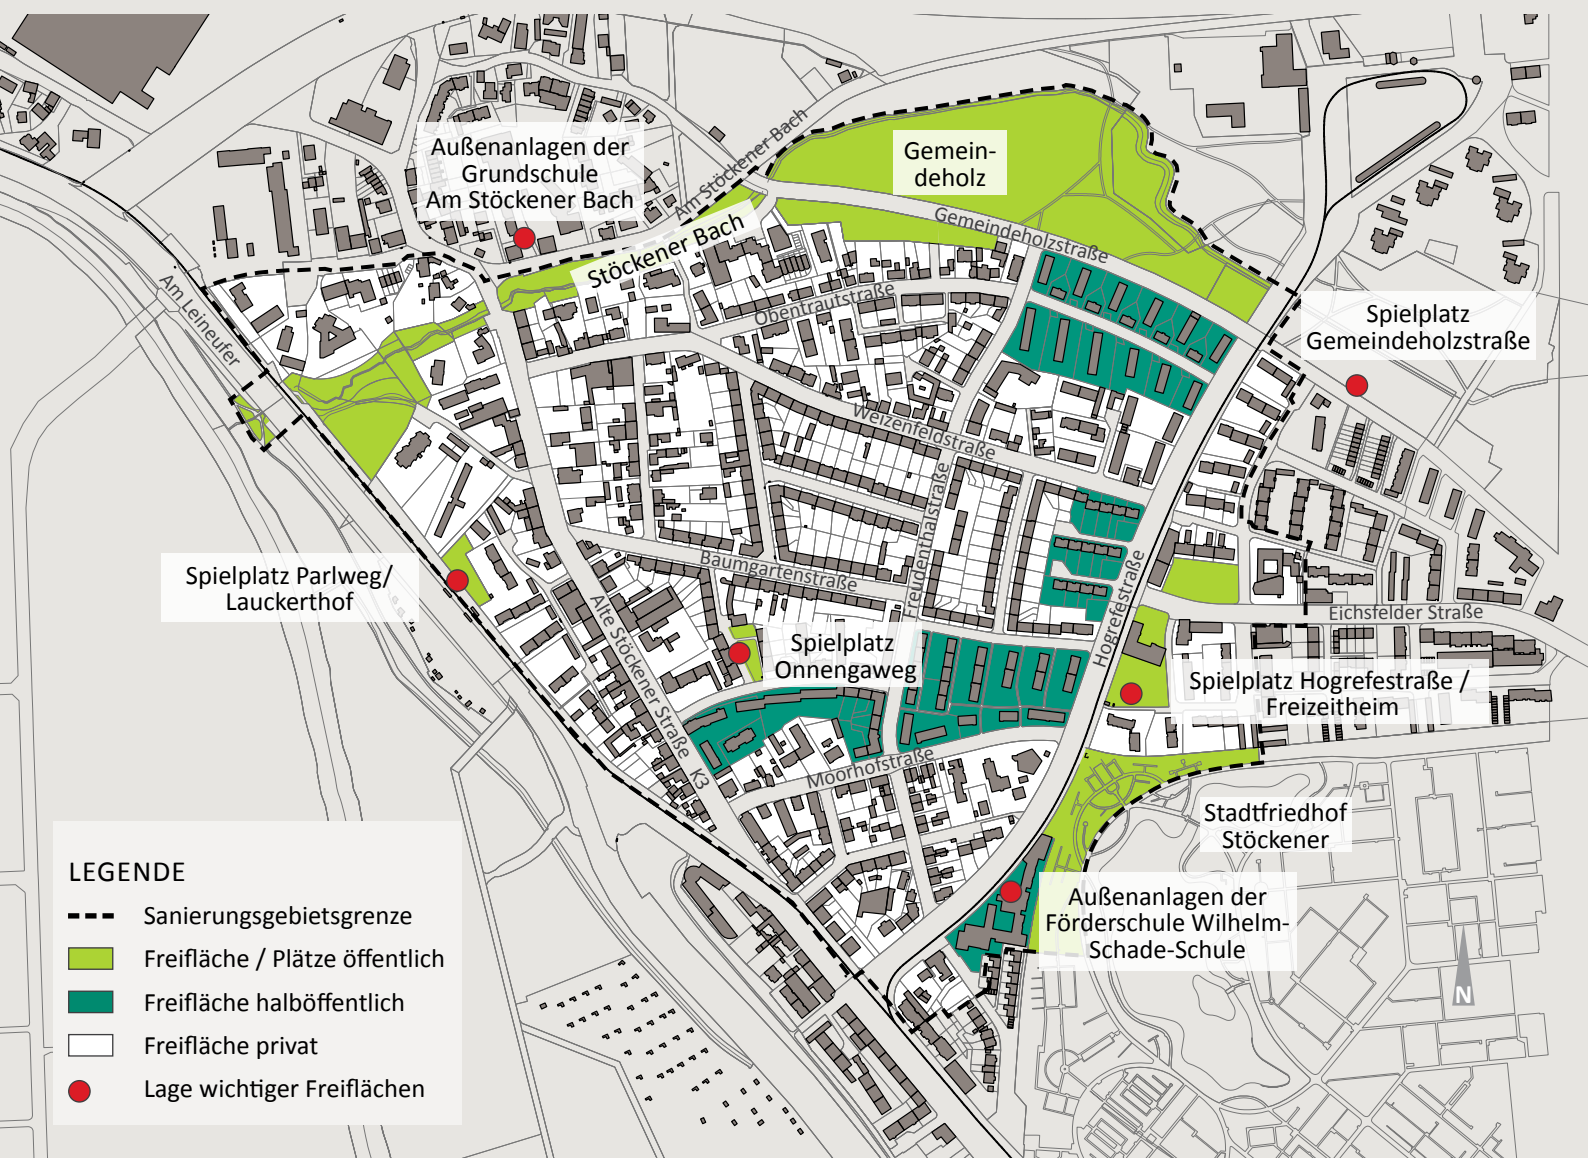 Außenanlagen der
Grundschule
Am Stöckener Bach
Am Stöckener Bach
Gemein-
deholz
Stöckener Bach
Gemeindeholzstraße
Am Leineufer
Obentrautstraße
Spielplatz
Gemeindeholzstraße
Weizenfeldstraße
Freudenthalstraße
Baumgartenstraße
Hogrefestraße
Spielplatz Parlweg/
Lauckerthof
Alte Stöckener Straße K3
Eichsfelder Straße
Spielplatz
Onnengaweg
Spielplatz Hogrefestraße /
Freizeitheim
Moorhofstraße
Stadtfriedhof
Stöckener
Außenanlagen der
Förderschule Wilhelm-
Schade-Schule
N
LEGENDE
Sanierungsgebietsgrenze
Freifläche / Plätze öffentlich
Freifläche halböffentlich
Freifläche privat
Lage wichtiger Freiflächen